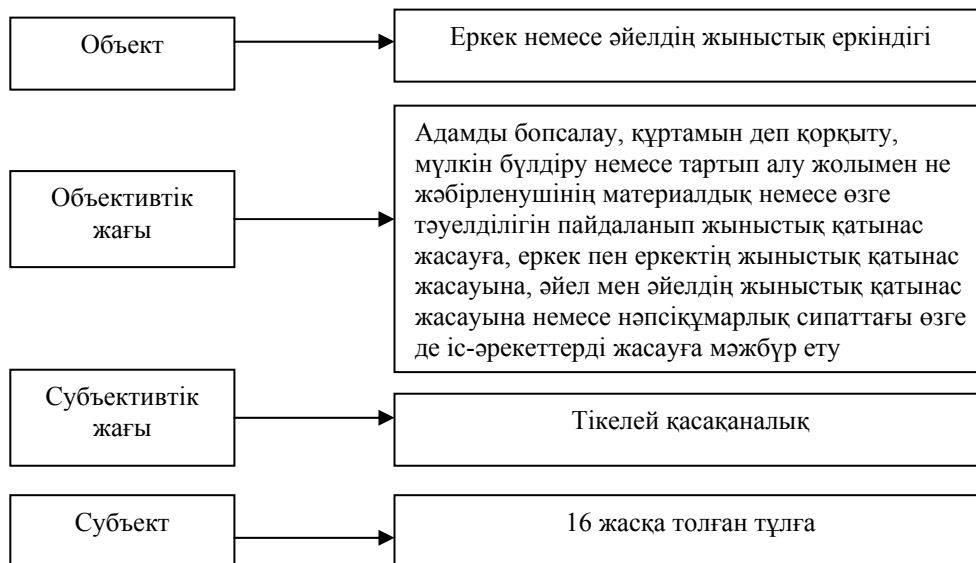 Объект
Еркек немесе әйелдің жыныстық еркіндігі
Объективтік
жағы
Адамды бопсалау, құртамын деп қорқыту,
мүлкін бүлдіру немесе тартып алу жолымен не
жәбірленушінің материалдық немесе өзге
тәуелділігін пайдаланып жыныстық қатынас
жасауға, еркек пен еркектің жыныстық қатынас
жасауына, әйел мен әйелдің жыныстық қатынас
жасауына немесе нәпсіқұмарлық сипаттағы өзге
де іс-әрекеттерді жасауға мәжбүр ету
Субъективтік
жағы
Тікелей қасақаналық
Субъект
16 жасқа толған тұлға